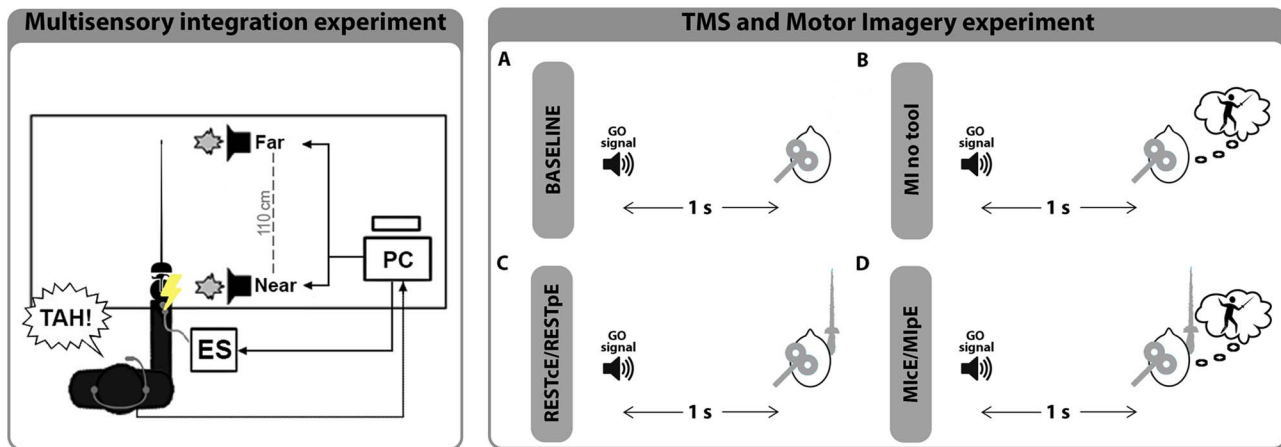 Multisensory integration experiment
Far
110 cm
PC
Near
TAH!
ES
TMS and Motor Imagery experiment
A
BASELINE
GO
signal
1 s
B
MI no tool
GO
signal
1 s
C
RESTcE/RESTpE
GO
signal
1 s
D
MIcE/MIpE
GO
signal
1 s